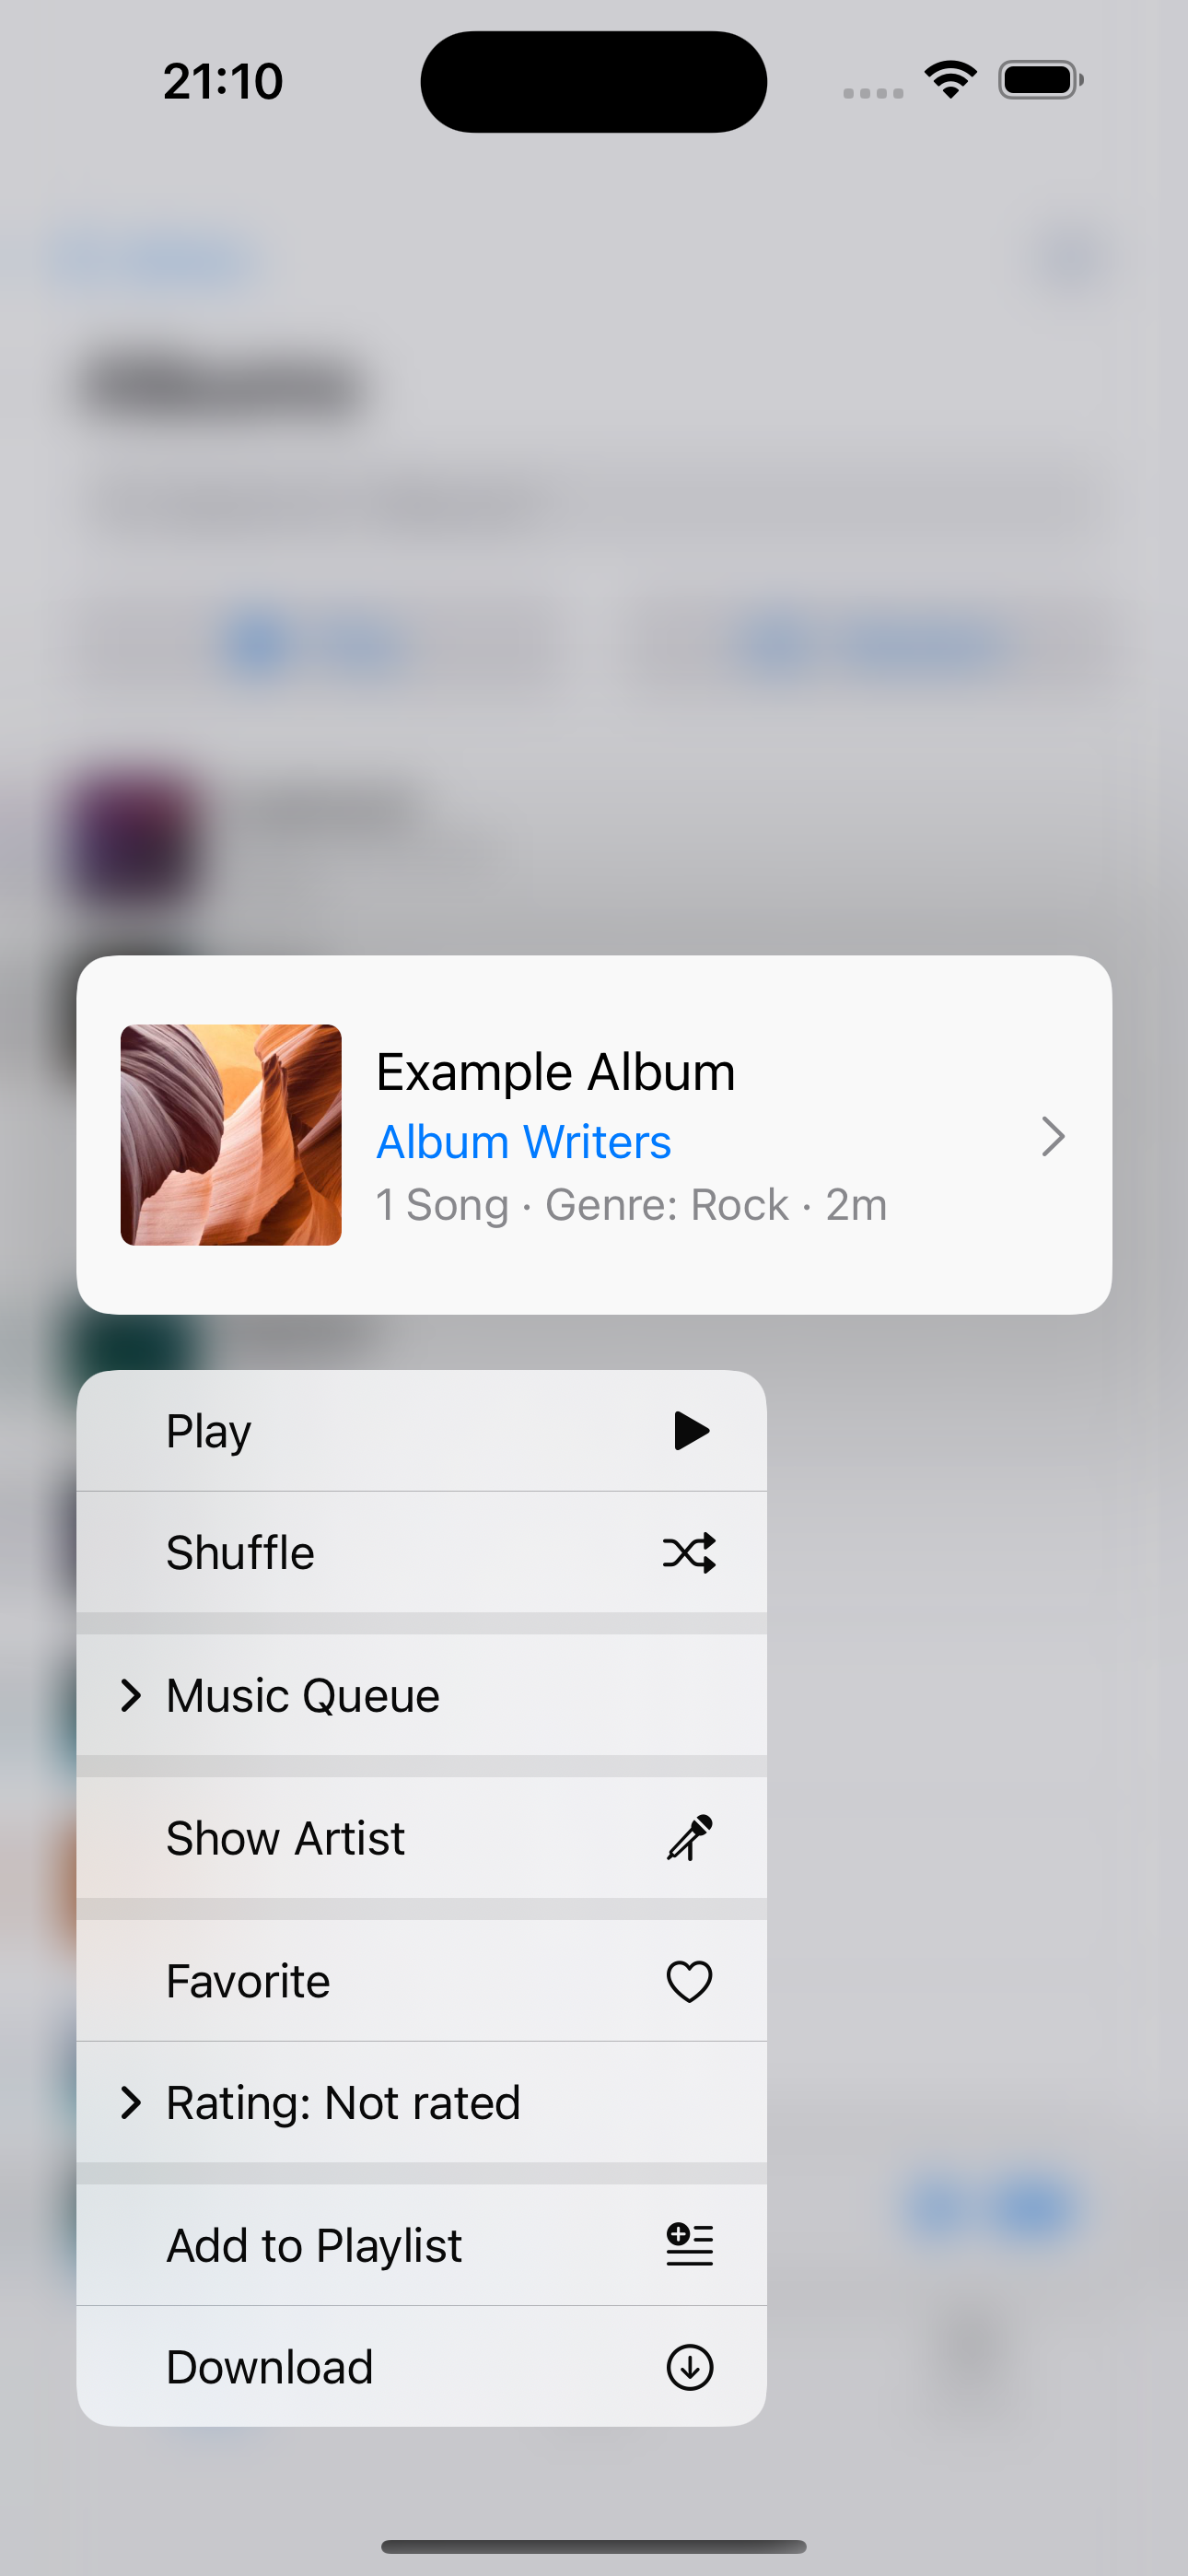 21:10
Example Album
Album Writers
1 Song · Genre: Rock · 2m
Play
Shuffle
Music Queue
Show Artist
Favorite
Rating: Not rated
Add to Playlist
Download